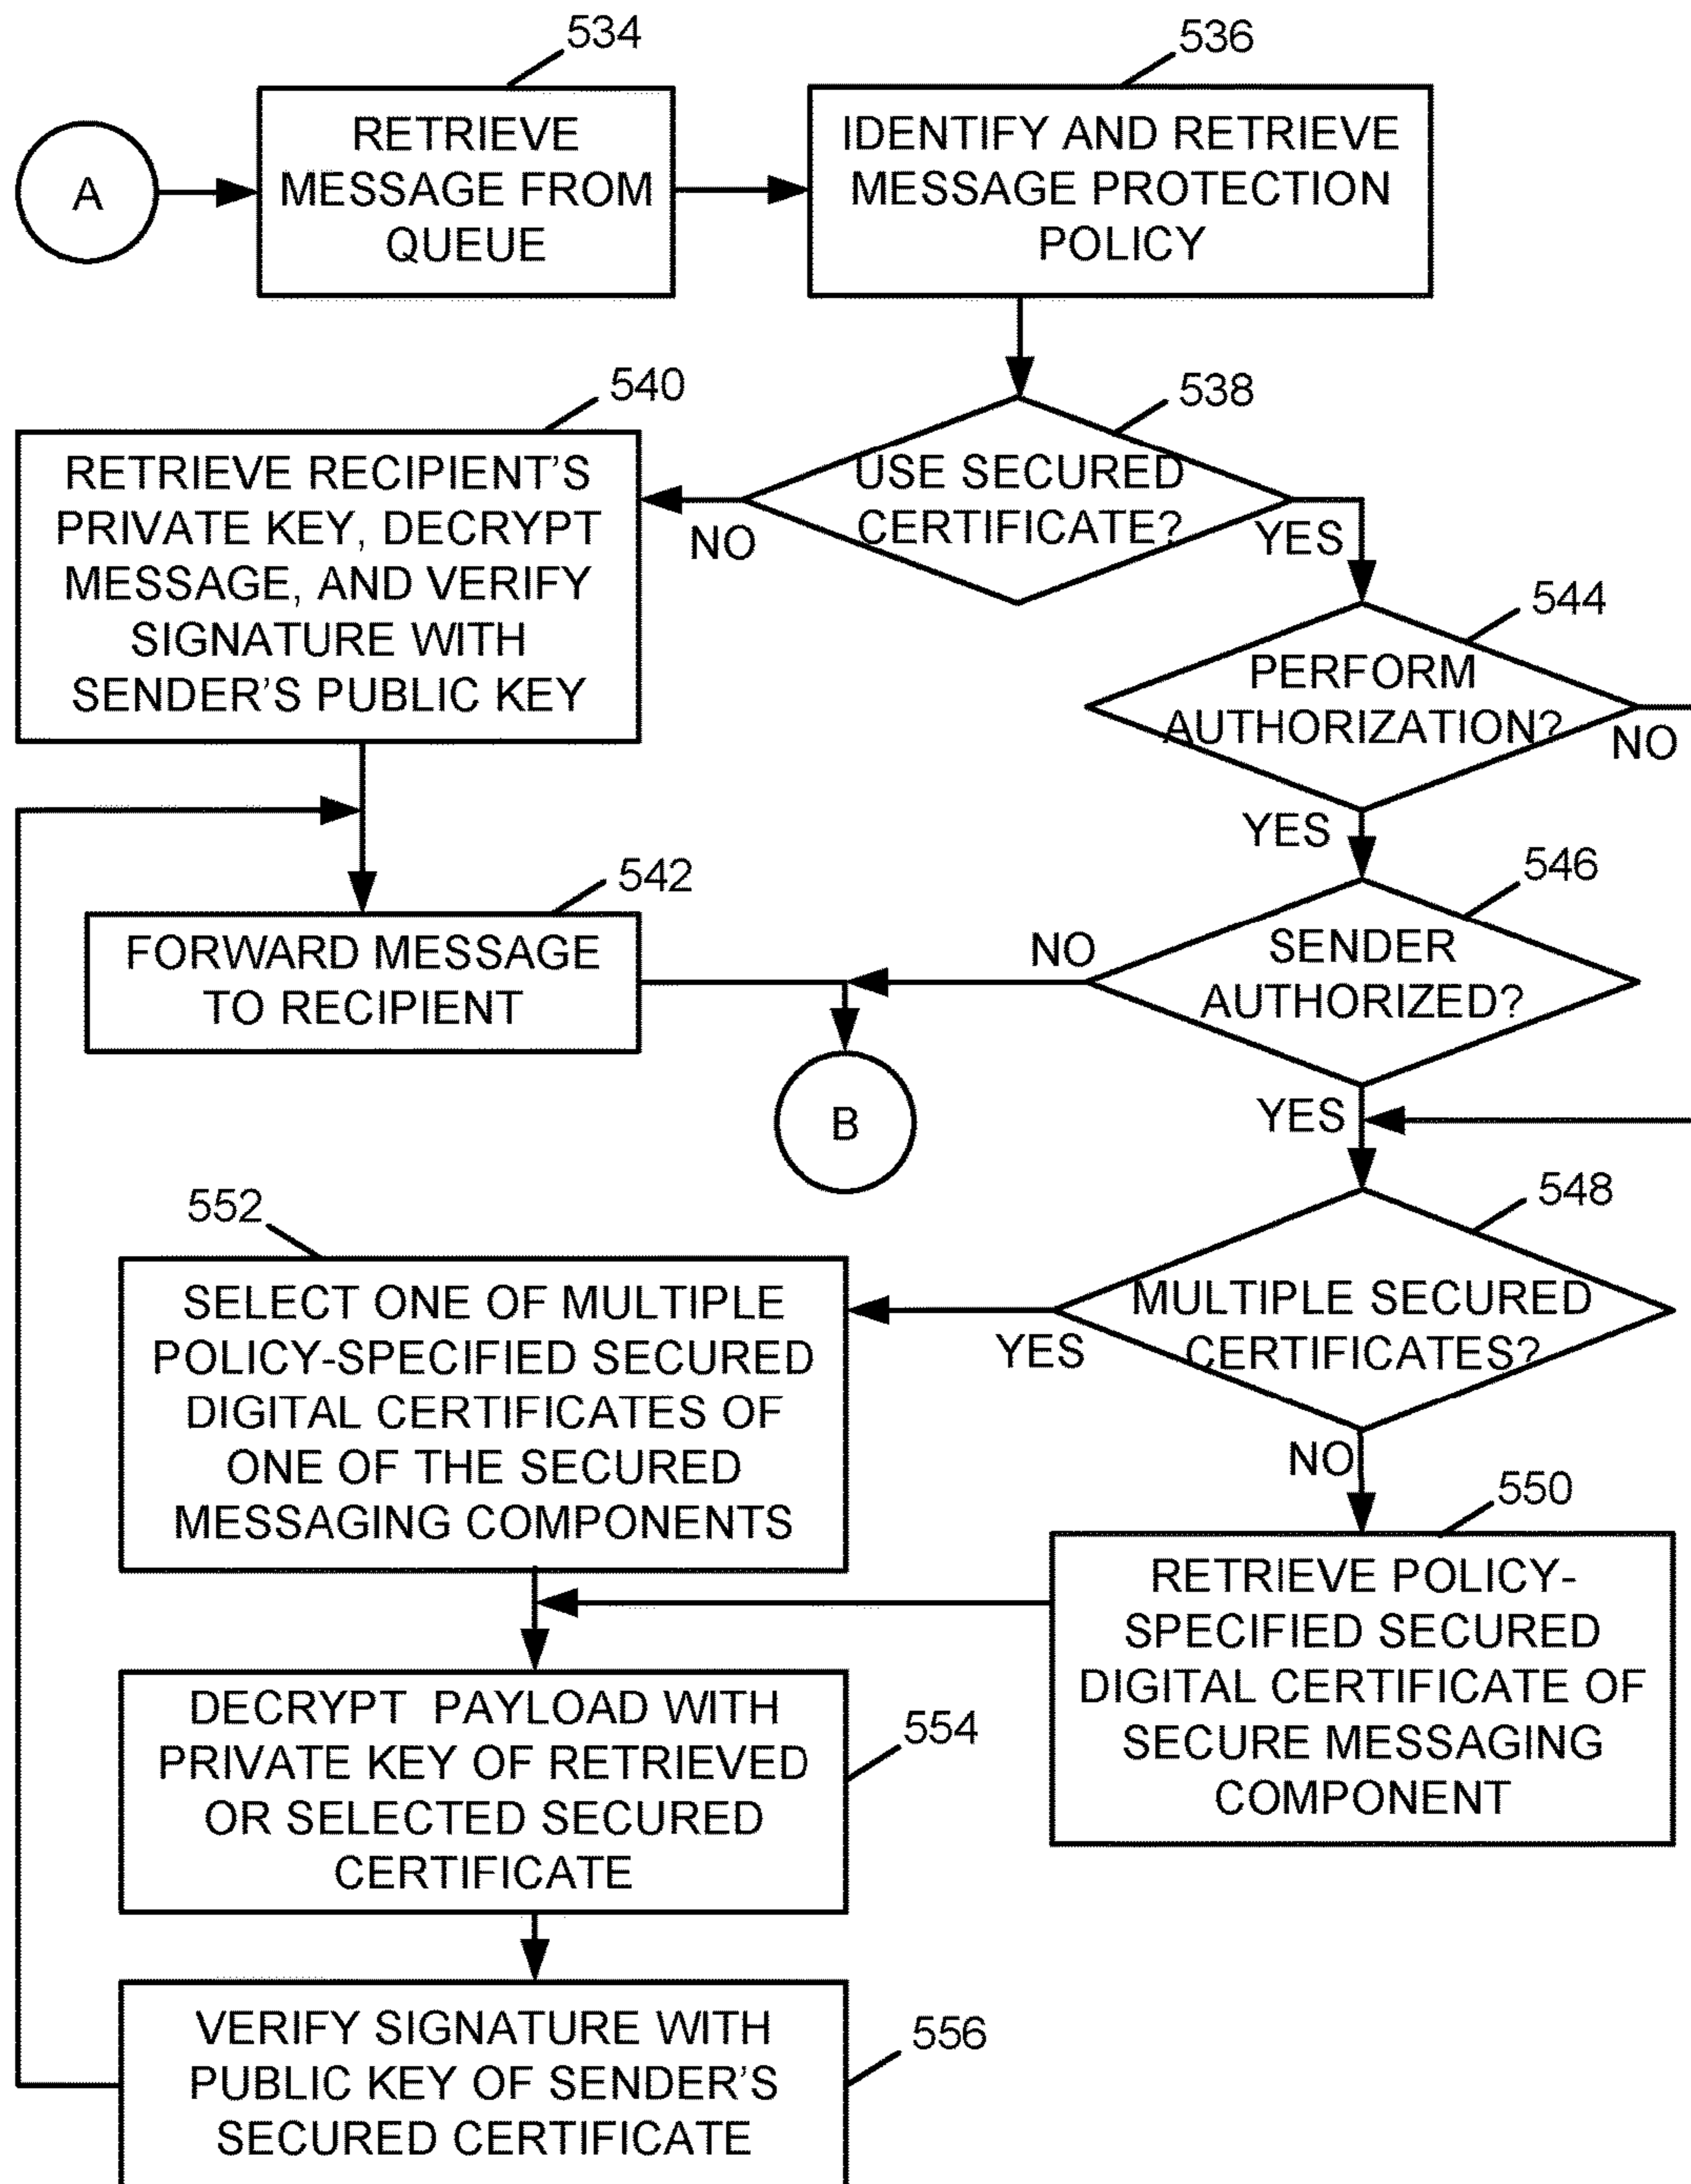 534
536
A
RETRIEVE
MESSAGE FROM
QUEUE
IDENTIFY AND RETRIEVE
MESSAGE PROTECTION
POLICY
540
538
RETRIEVE RECIPIENT'S
PRIVATE KEY, DECRYPT
MESSAGE, AND VERIFY
SIGNATURE WITH
SENDER'S PUBLIC KEY
NO
USE SECURED
CERTIFICATE?
YES
544
PERFORM
AUTHORIZATION?
NO
YES
542
546
FORWARD MESSAGE
TO RECIPIENT
NO
SENDER
AUTHORIZED?
B
YES
552
548
SELECT ONE OF MULTIPLE
POLICY-SPECIFIED SECURED
DIGITAL CERTIFICATES OF
ONE OF THE SECURED
MESSAGING COMPONENTS
YES
MULTIPLE SECURED
CERTIFICATES?
NO
550
RETRIEVE POLICY-
SPECIFIED SECURED
DIGITAL CERTIFICATE OF
SECURE MESSAGING
COMPONENT
DECRYPT PAYLOAD WITH
PRIVATE KEY OF RETRIEVED
OR SELECTED SECURED
CERTIFICATE
554
VERIFY SIGNATURE WITH
PUBLIC KEY OF SENDER'S
SECURED CERTIFICATE
556